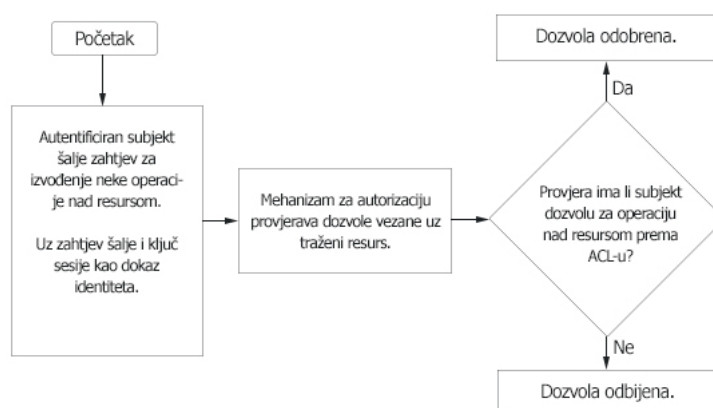 Početak
Autentificiran subjekt
šalje zahtjev za
izvođenje neke operaci-
je nad resursom.
Uz zahtjev šalje i ključ
sesije kao dokaz
identiteta.
Mehanizam za autorizaciju
provjerava dozvole vezane uz
traženi resurs.
Provjera ima li subjekt
dozvolu za operaciju
nad resursom prema
ACL-u?
Da
Dozvola odobrena.
Ne
Dozvola odbijena.